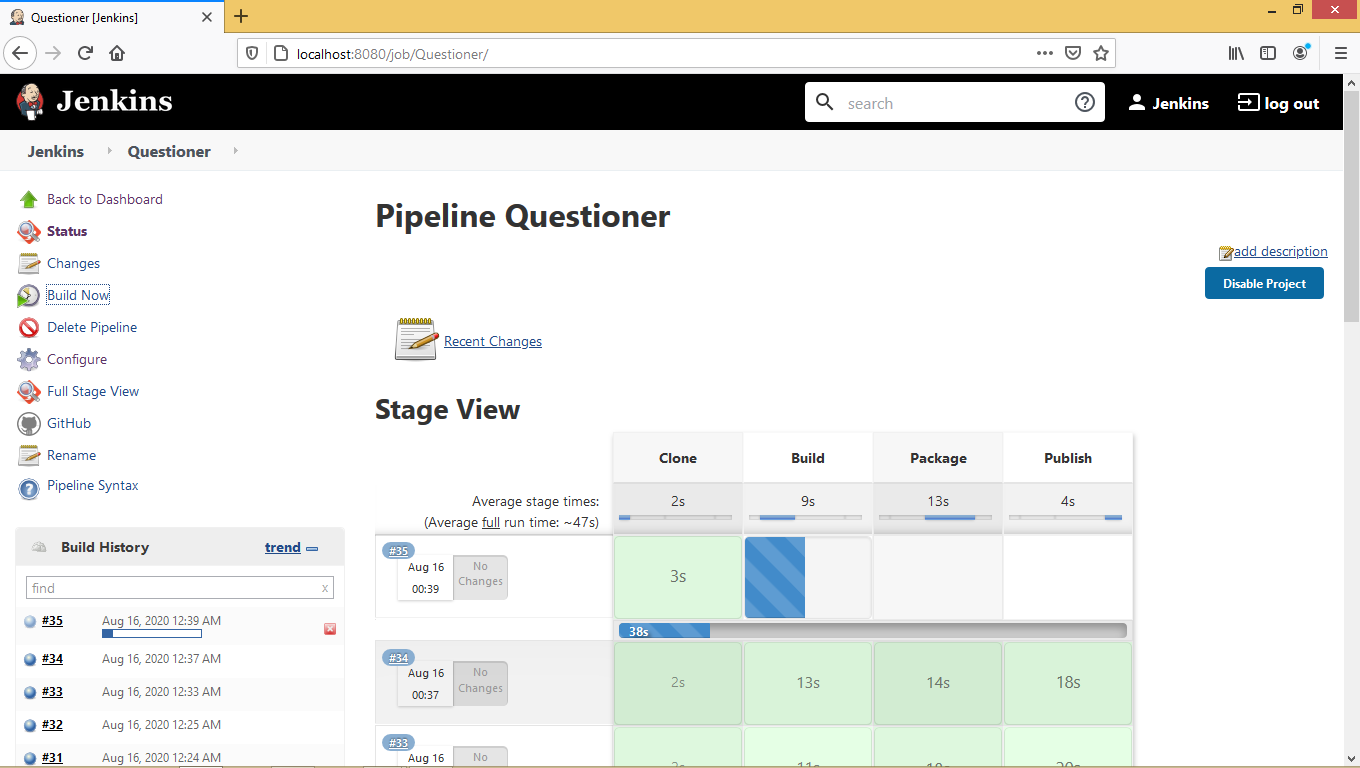 Questioner [Jenkins]
localhost:8080/job/Questioner/
Jenkins
search
Jenkins
log out
Jenkins
Questioner
Back to Dashboard
Status
Changes
Build Now
Delete Pipeline
Configure
Full Stage View
GitHub
Rename
Pipeline Syntax
Build History
trend
find
x
#35
Aug 16, 2020 12:39 AM
#34
Aug 16, 2020 12:37 AM
#33
Aug 16, 2020 12:33 AM
#32
Aug 16, 2020 12:25 AM
#31
Aug 16, 2020 12:24 AM
Pipeline Questioner
add description
Disable Project
Recent Changes
Stage View
Clone
Build
Package
Publish
Average stage times:
(Average full run time: ~47s)
2s
9s
13s
4s
#35
Aug 16
00:39
No
Changes
3s
38s
#34
Aug 16
00:37
No
Changes
2s
13s
14s
18s
#33
Aug 16
No